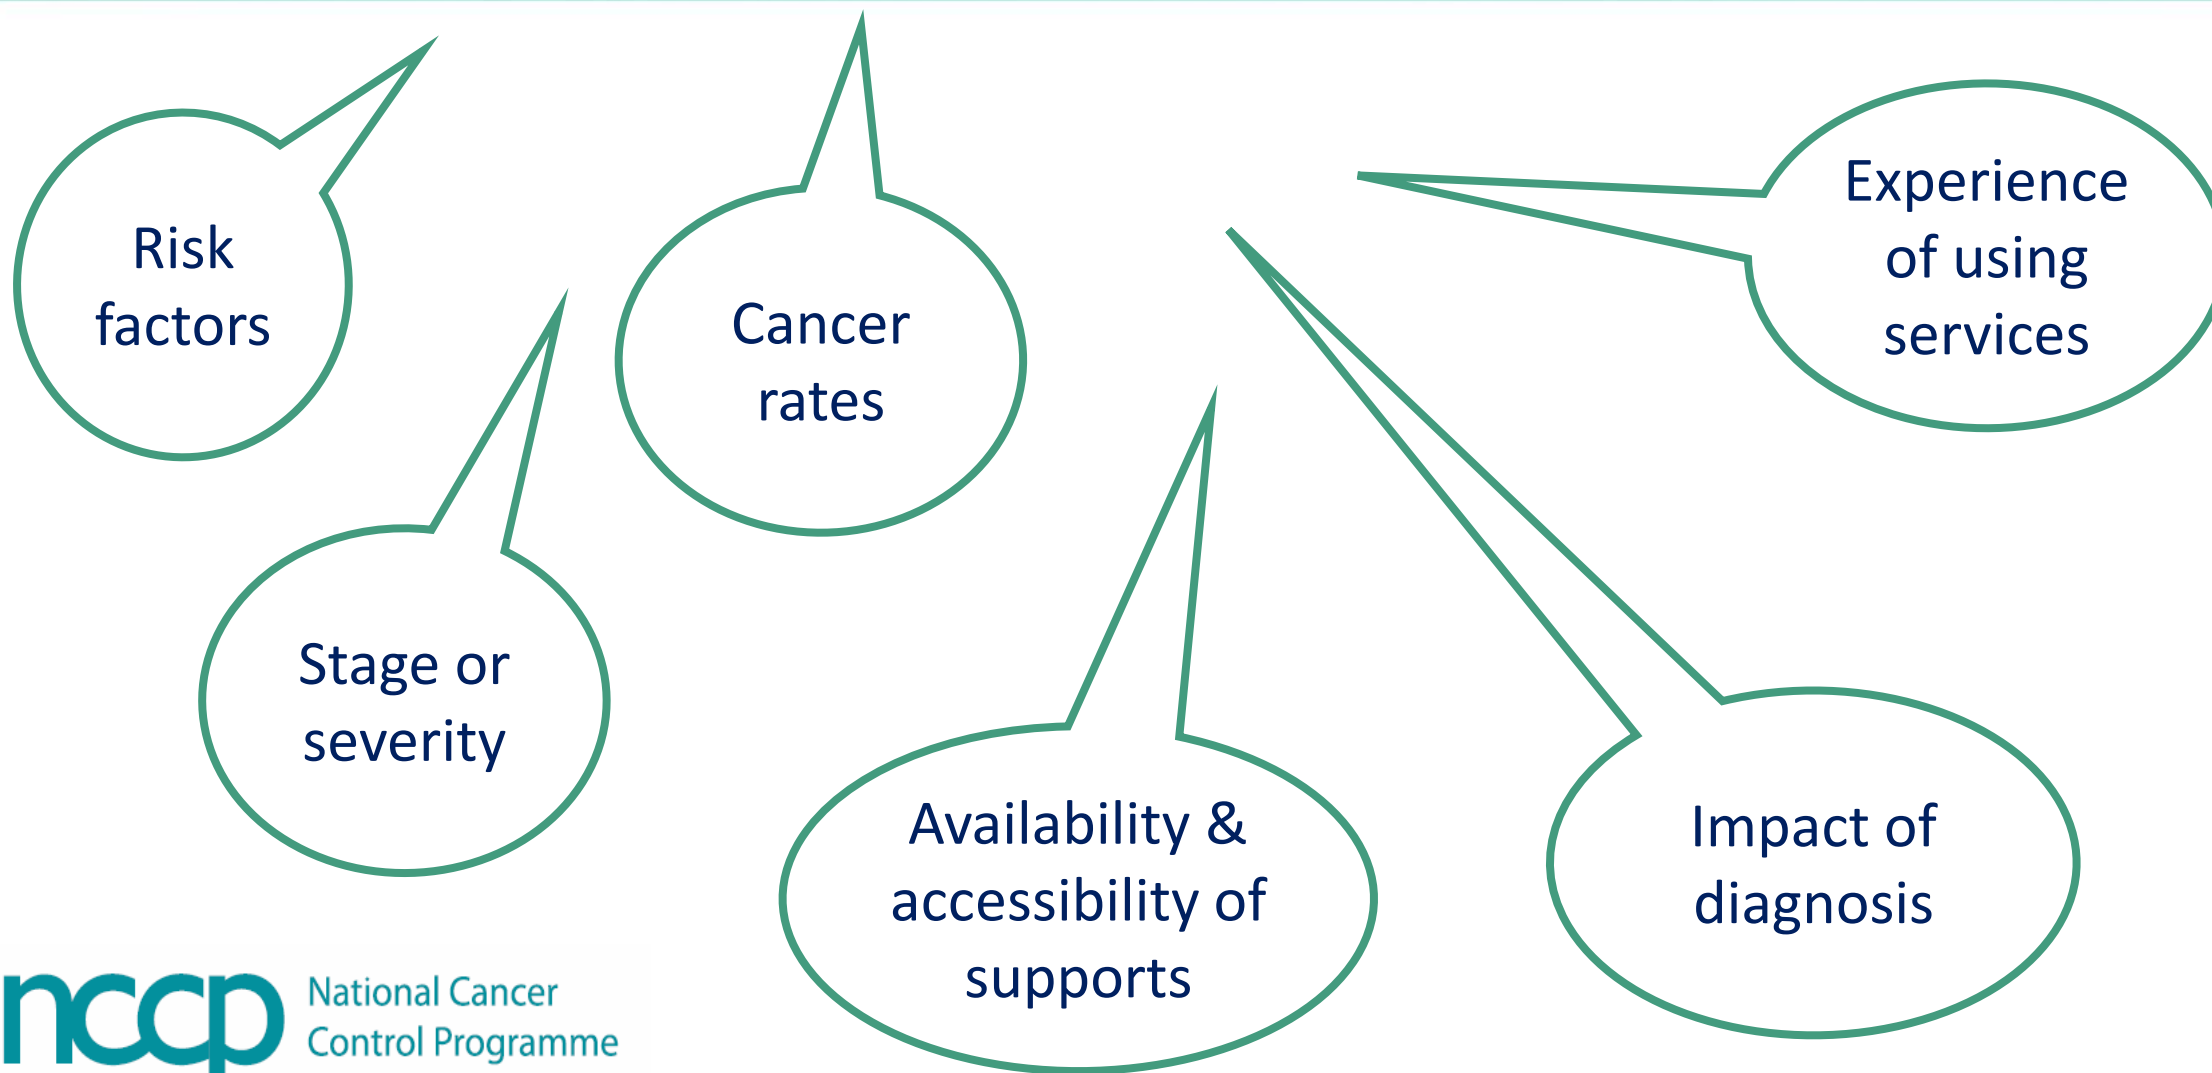 Risk
factors
Cancer
rates
Experience
of using
services
Stage or
severity
Availability &
accessibility of
supports
Impact of
diagnosis
nccp
National Cancer
Control Programme